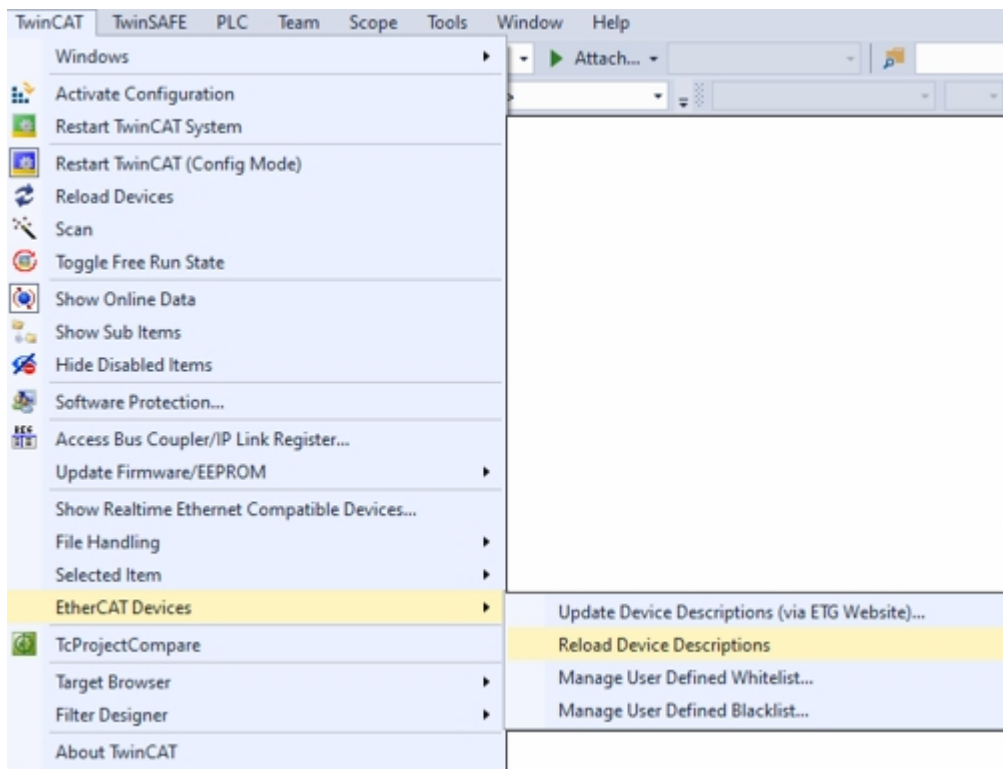 TwinCAT TwinSAFE PLC Team Scope Tools Window Help
Windows
Attach...
Activate Configuration
Restart TwinCAT System
Restart TwinCAT (Config Mode)
Reload Devices
Scan
Toggle Free Run State
Show Online Data
Show Sub Items
Hide Disabled Items
Software Protection...
REG
Access Bus Coupler/IP Link Register...
Update Firmware/EEPROM
Show Realtime Ethernet Compatible Devices...
File Handling
Selected Item
EtherCAT Devices
Update Device Descriptions (via ETG Website)...
Reload Device Descriptions
Manage User Defined Whitelist...
Manage User Defined Blacklist...
TcProjectCompare
Target Browser
Filter Designer
About TwinCAT